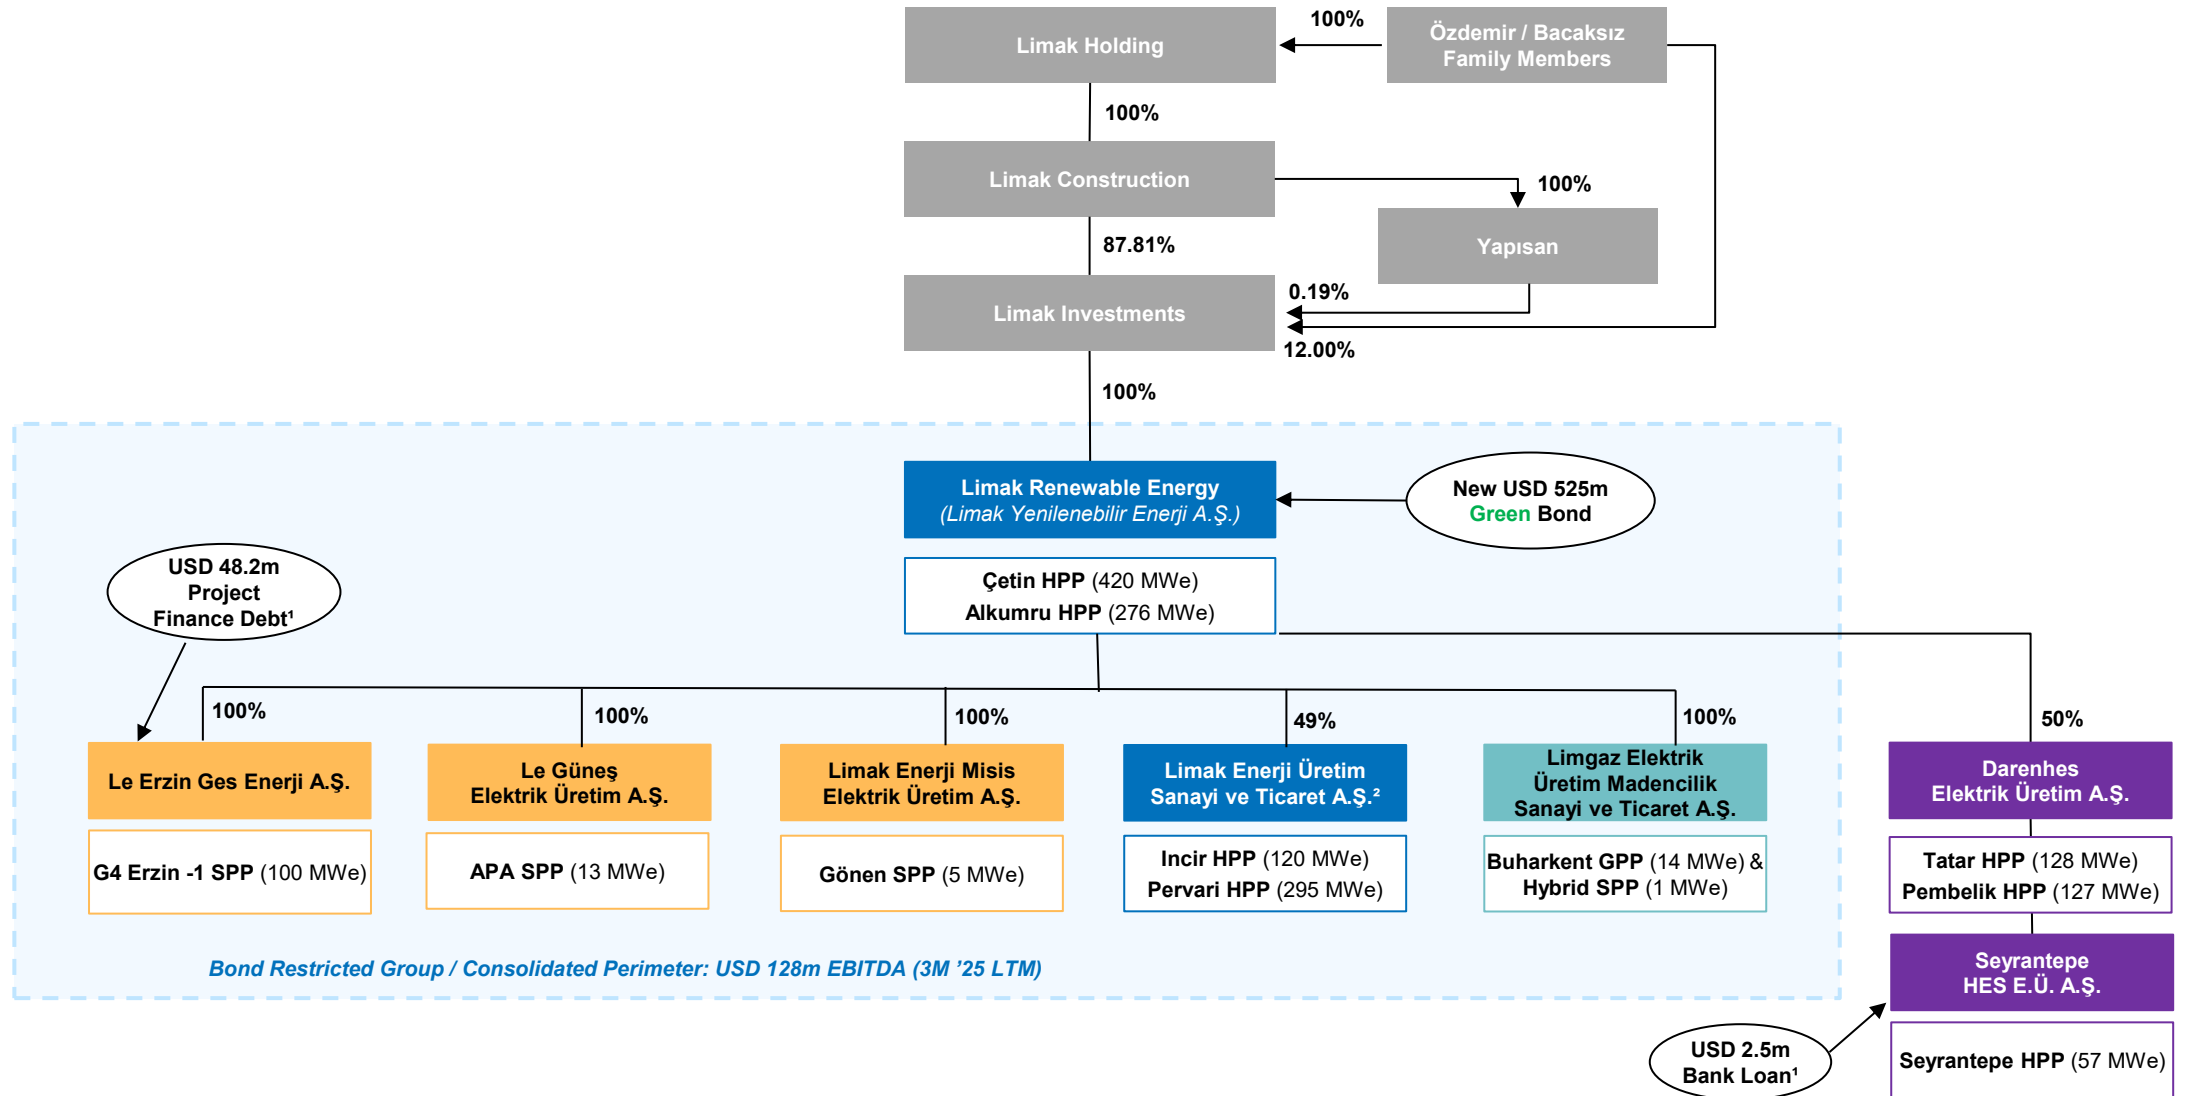 100%
Limak Holding
Özdemir / Bacaksız
Family Members
100%
Limak Construction
100%
87.81%
Yapısan
Limak Investments
0.19%
12.00%
100%
Limak Renewable Energy
(Limak Yenilenebilir Enerji A.Ş.)
New USD 525m
Green Bond
USD 48.2m
Project
Finance Debt¹
Çetin HPP (420 MWe)
Alkumru HPP (276 MWe)
100%
100%
100%
49%
100%
50%
Le Erzin Ges Enerji A.Ş.
Le Güneş
Elektrik Üretim A.Ş.
Limak Enerji Misis
Elektrik Üretim A.Ş.
Limak Enerji Üretim
Sanayi ve Ticaret A.Ş.²
Limgaz Elektrik
Üretim Madencilik
Sanayi ve Ticaret A.Ş.
Darenhes
Elektrik Üretim A.Ş.
G4 Erzin -1 SPP (100 MWe)
APA SPP (13 MWe)
Gönen SPP (5 MWe)
Incir HPP (120 MWe)
Pervari HPP (295 MWe)
Buharkent GPP (14 MWe) &
Hybrid SPP (1 MWe)
Tatar HPP (128 MWe)
Pembelik HPP (127 MWe)
Bond Restricted Group / Consolidated Perimeter: USD 128m EBITDA (3M ’25 LTM)
Seyrantepe
HES E.Ü. A.Ş.
USD 2.5m
Bank Loan¹
Seyrantepe HPP (57 MWe)